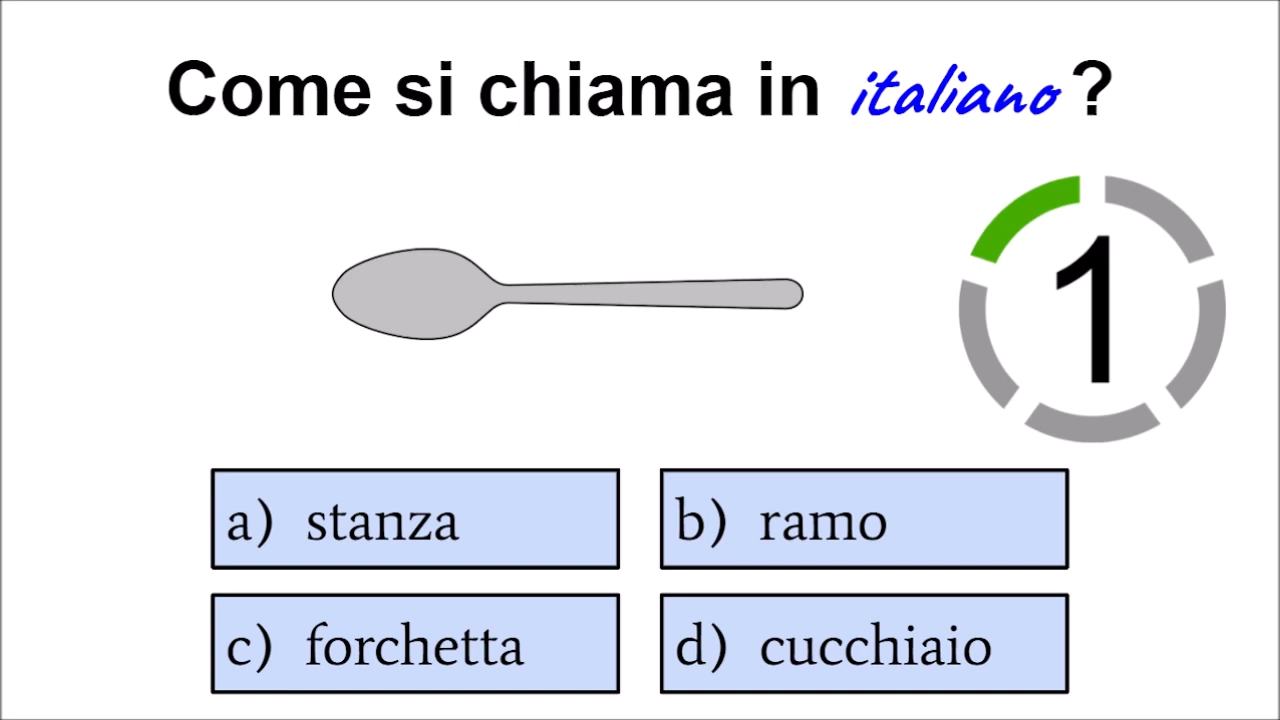 Come si chiama in italiano ?
1
a) stanza
b) ramo
c) forchetta
d) cucchiaio